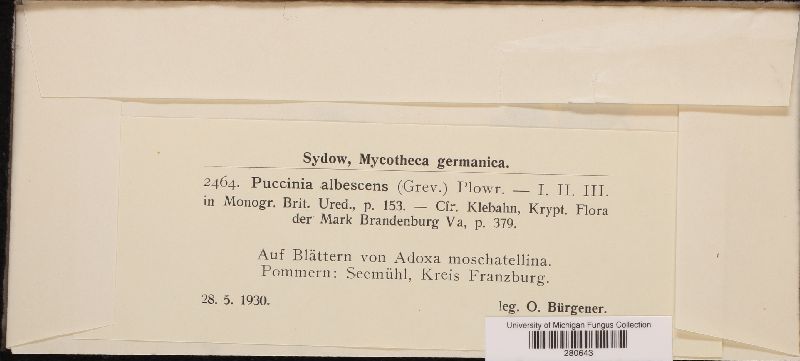 Sydow, Mycotheca germanica.
2464. Puccinia albescens (Grev.) Plowr. — I. II. III.
in Monogr. Brit. Ured., p. 153. — Cfr. Klebahn, Krypt. Flora
der Mark Brandenburg Va, p. 379.
Auf Blättern von Adoxa moschatellina.
Pommern: Seemühl, Kreis Franzburg.
28. 5. 1930. leg. O. Bürgener.
University of Michigan Fungus Collection
280643